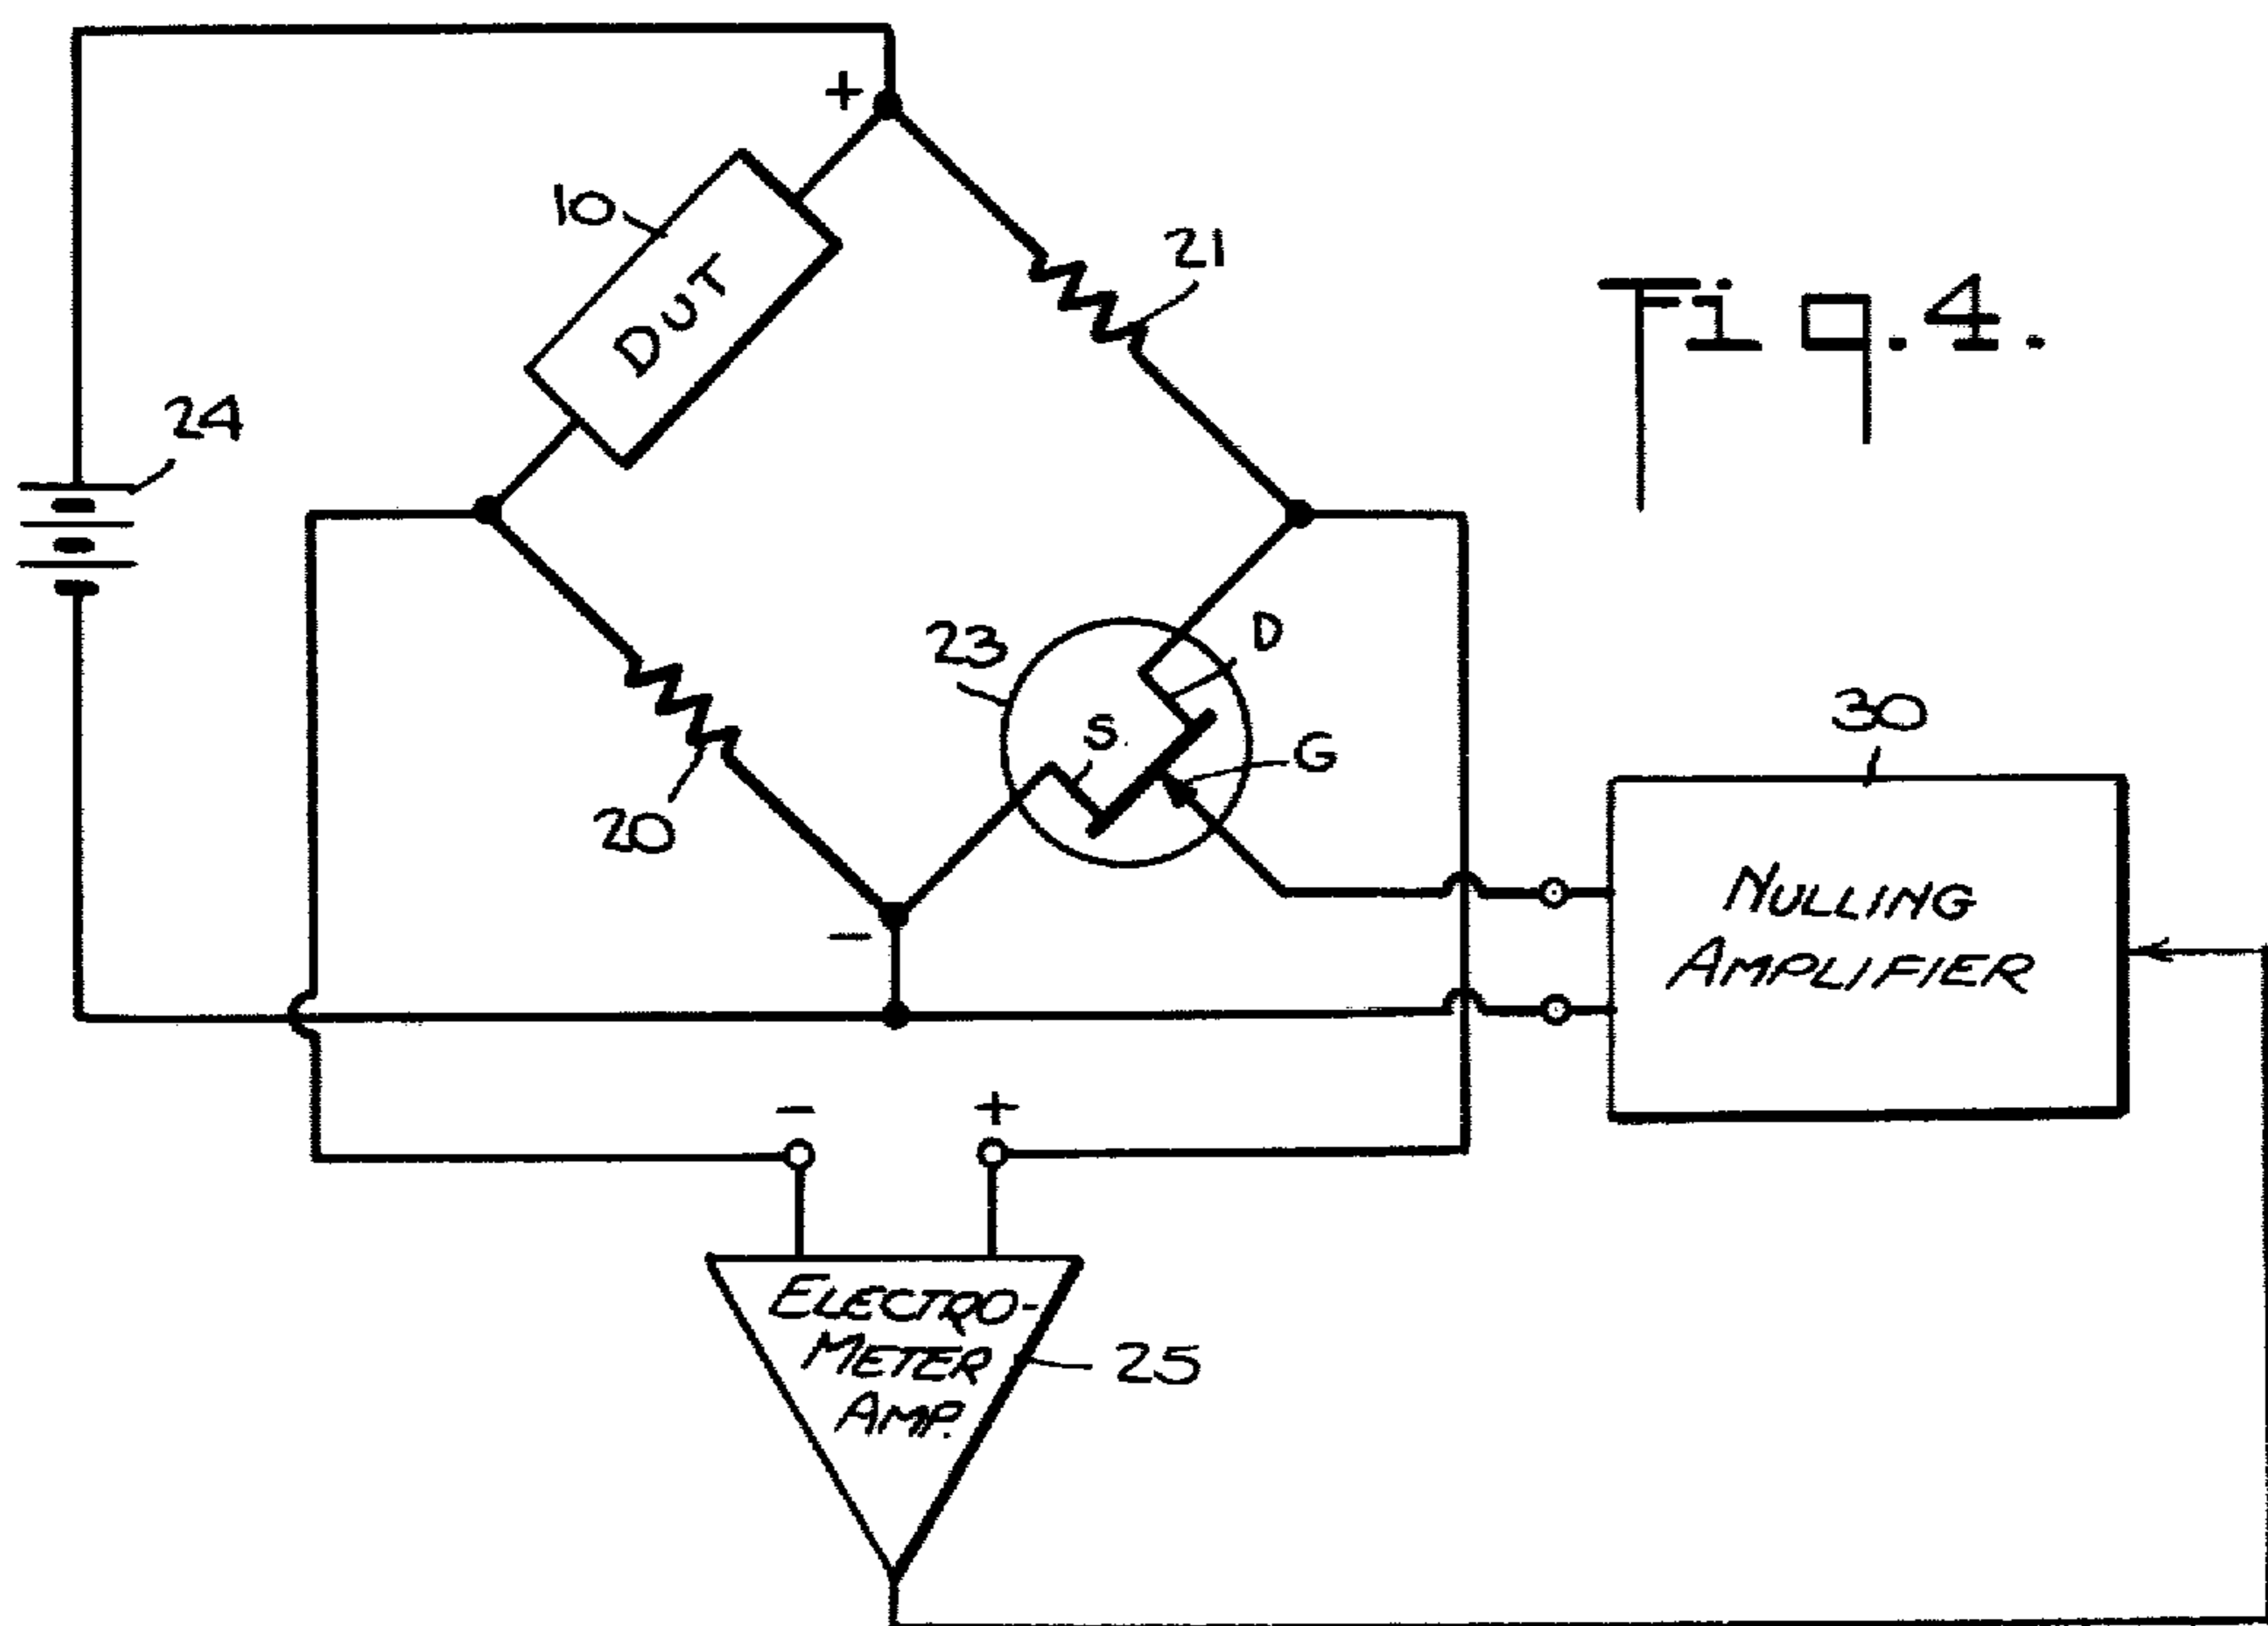 +
10
DUT
21
Fig.4.
24
23
D
S
G
20
30
-
NULLING
AMPLIFIER
- +
ELECTRO-
METER
AMP.
25